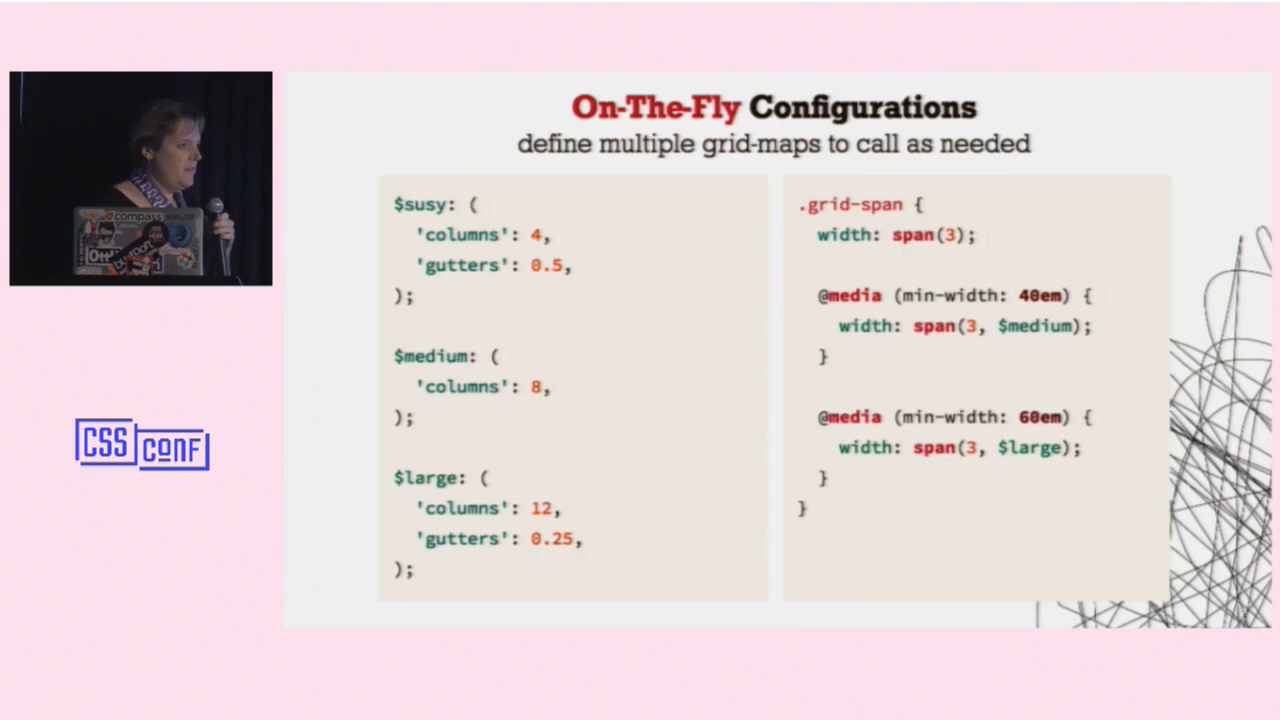 On-The-Fly Configurations
define multiple grid-maps to call as needed
$susy: (
'columns': 4,
'gutters': 0.5,
);
$medium: (
'columns': 8,
);
$large: (
'columns': 12,
'gutters': 0.25,
);
.grid-span {
width: span(3);
@media (min-width: 40em) {
width: span(3, $medium);
}
@media (min-width: 60em) {
width: span(3, $large);
}
}
compass
CSS
CONF